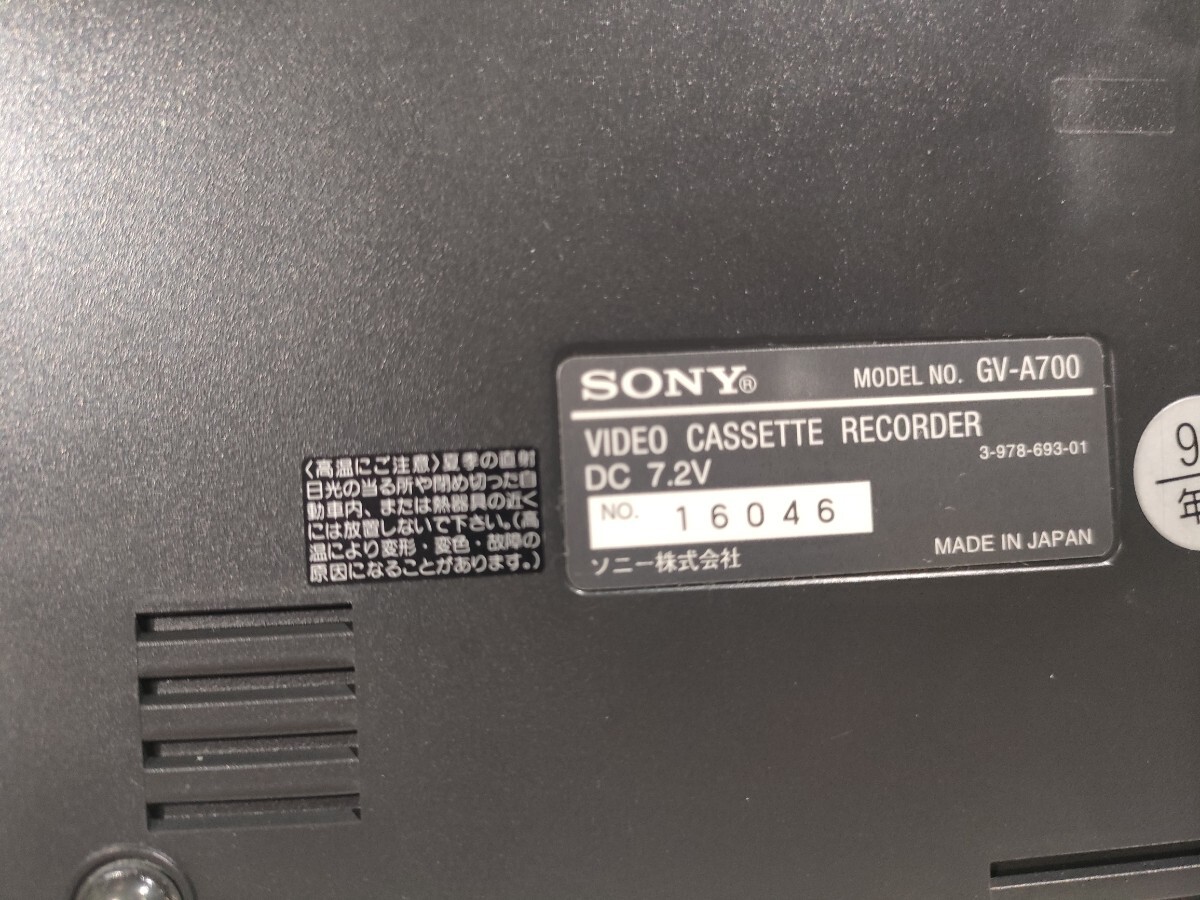 〈高温にご注意〉夏季の直射
日光の当る所や閉め切った自
動車内、または熱器具の近く
には放置しないで下さい。（高
温により変形・変色・故障の
原因になることがあります。）
SONY®
MODEL NO. GV-A700
VIDEO CASSETTE RECORDER
DC 7.2V
3-978-693-01
NO. 16046
ソニー株式会社
MADE IN JAPAN
9
年